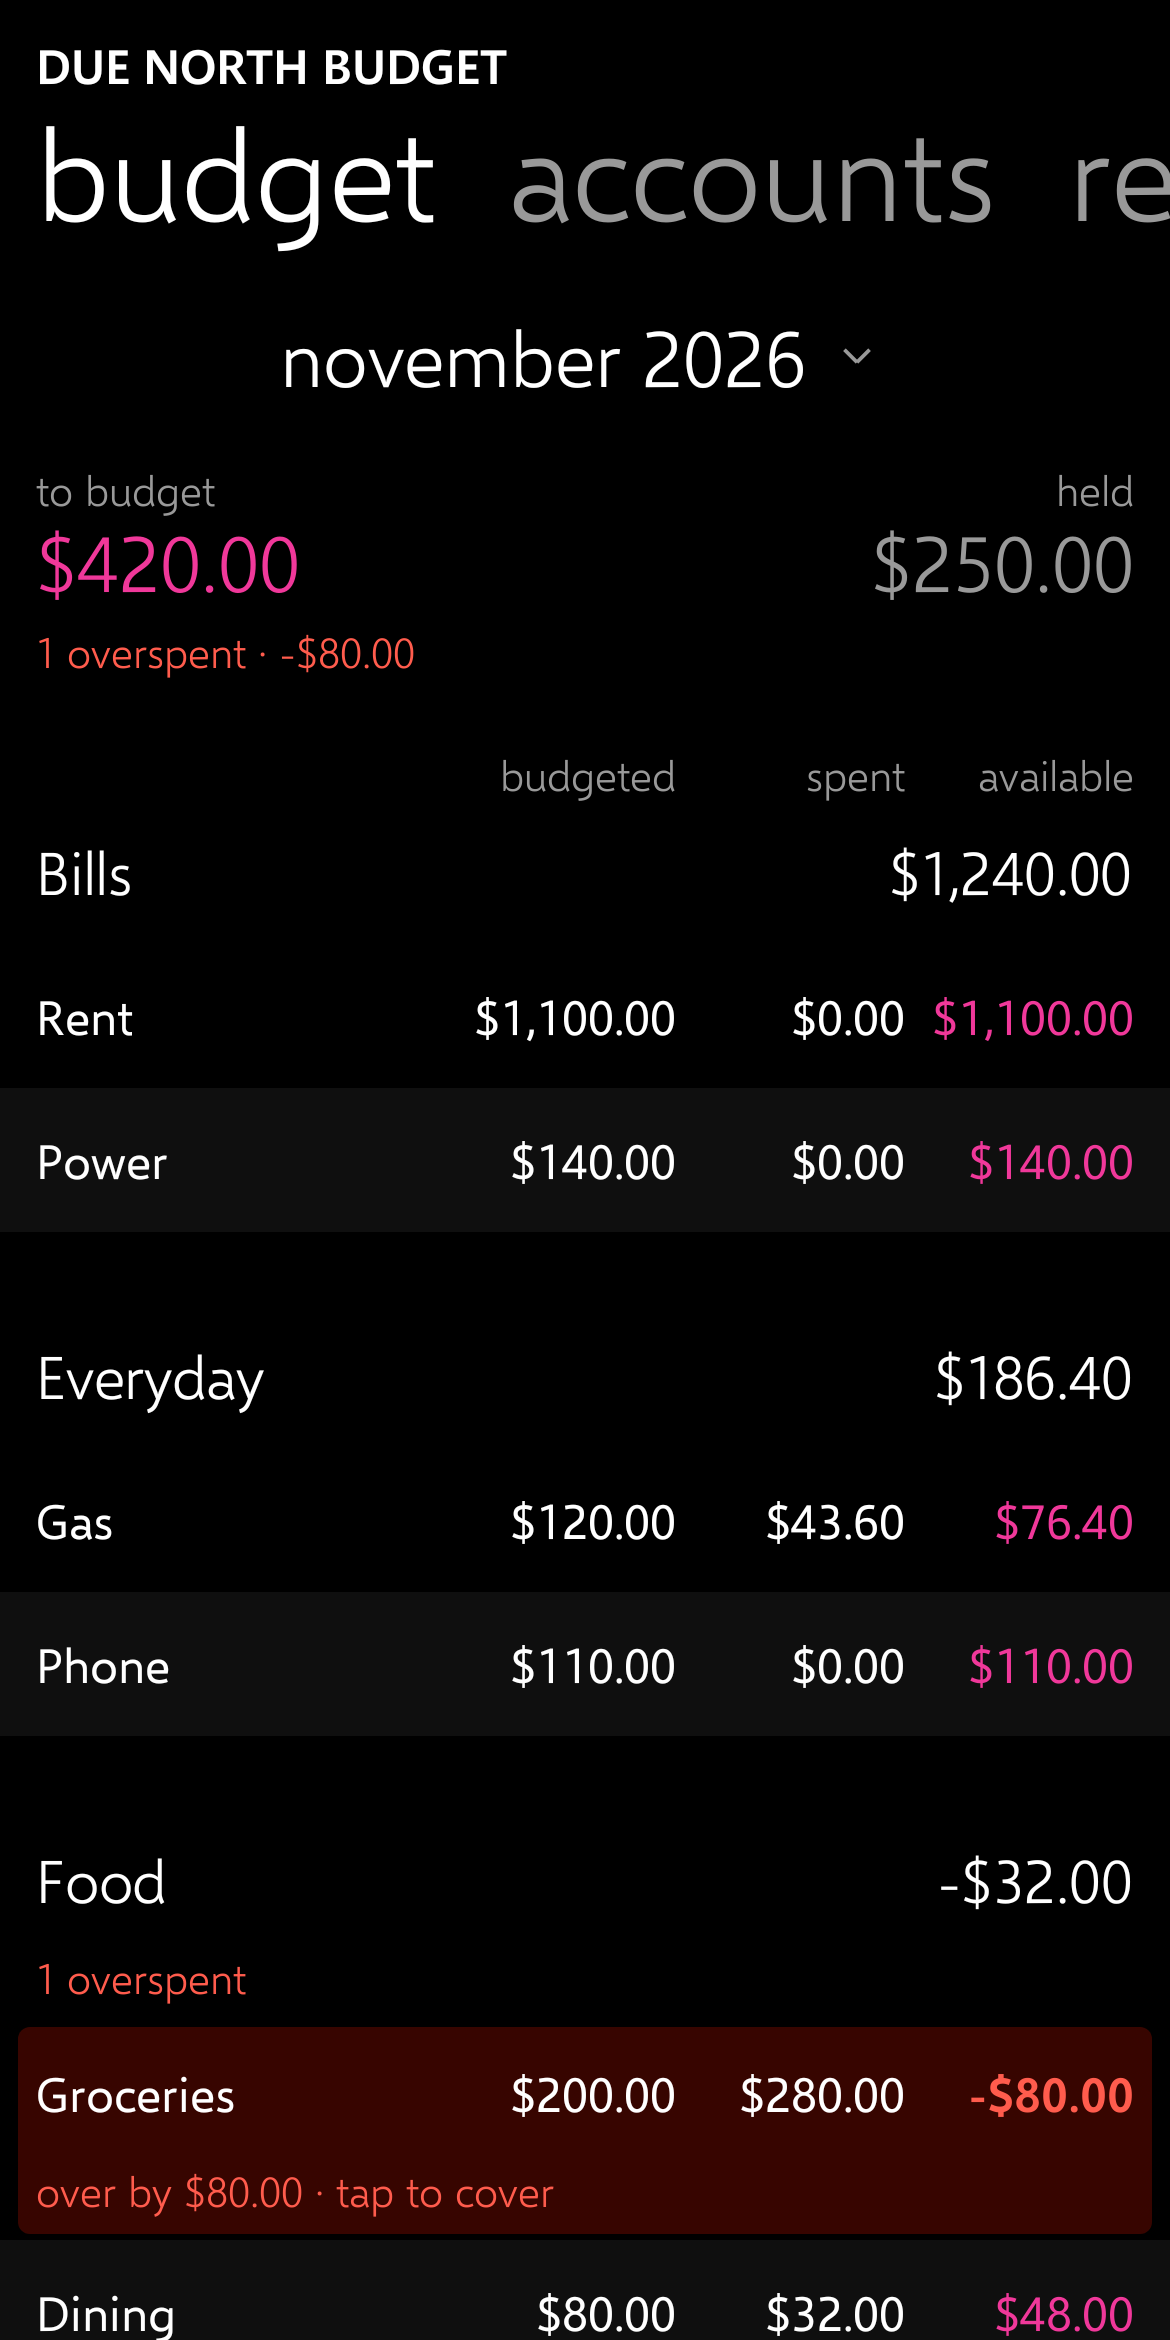 DUE NORTH BUDGET
budget accounts re
november 2026
to budget held
$420.00 $250.00
1 overspent · -$80.00
budgeted spent available
Bills $1,240.00
Rent $1,100.00 $0.00 $1,100.00
Power $140.00 $0.00 $140.00
Everyday $186.40
Gas $120.00 $43.60 $76.40
Phone $110.00 $0.00 $110.00
Food -$32.00
1 overspent
Groceries $200.00 $280.00 -$80.00
over by $80.00 · tap to cover
Dining $80.00 $32.00 $48.00